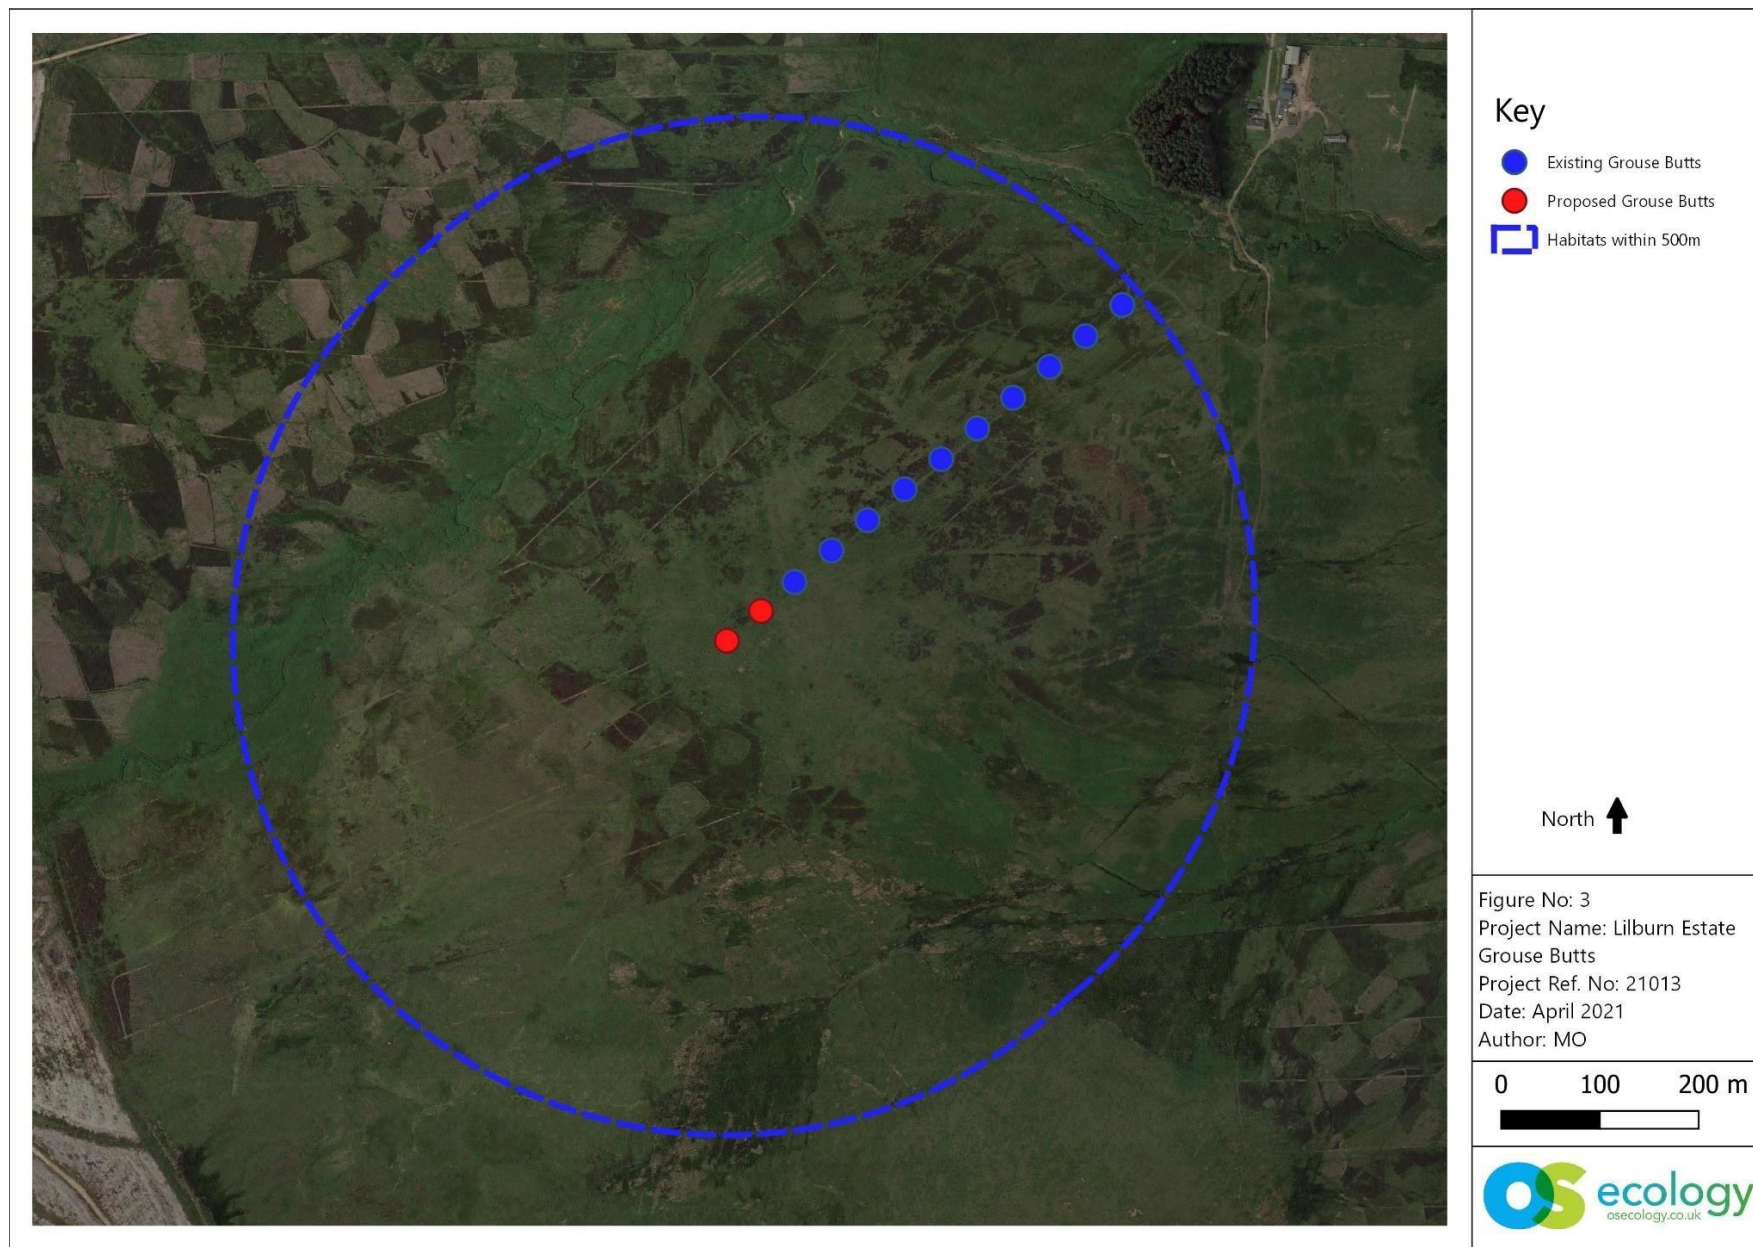 Key
Existing Grouse Butts
Proposed Grouse Butts
Habitats within 500m
North
Figure No: 3
Project Name: Lilburn Estate
Grouse Butts
Project Ref. No: 21013
Date: April 2021
Author: MO
0 100 200 m
OS ecology
osecology.co.uk